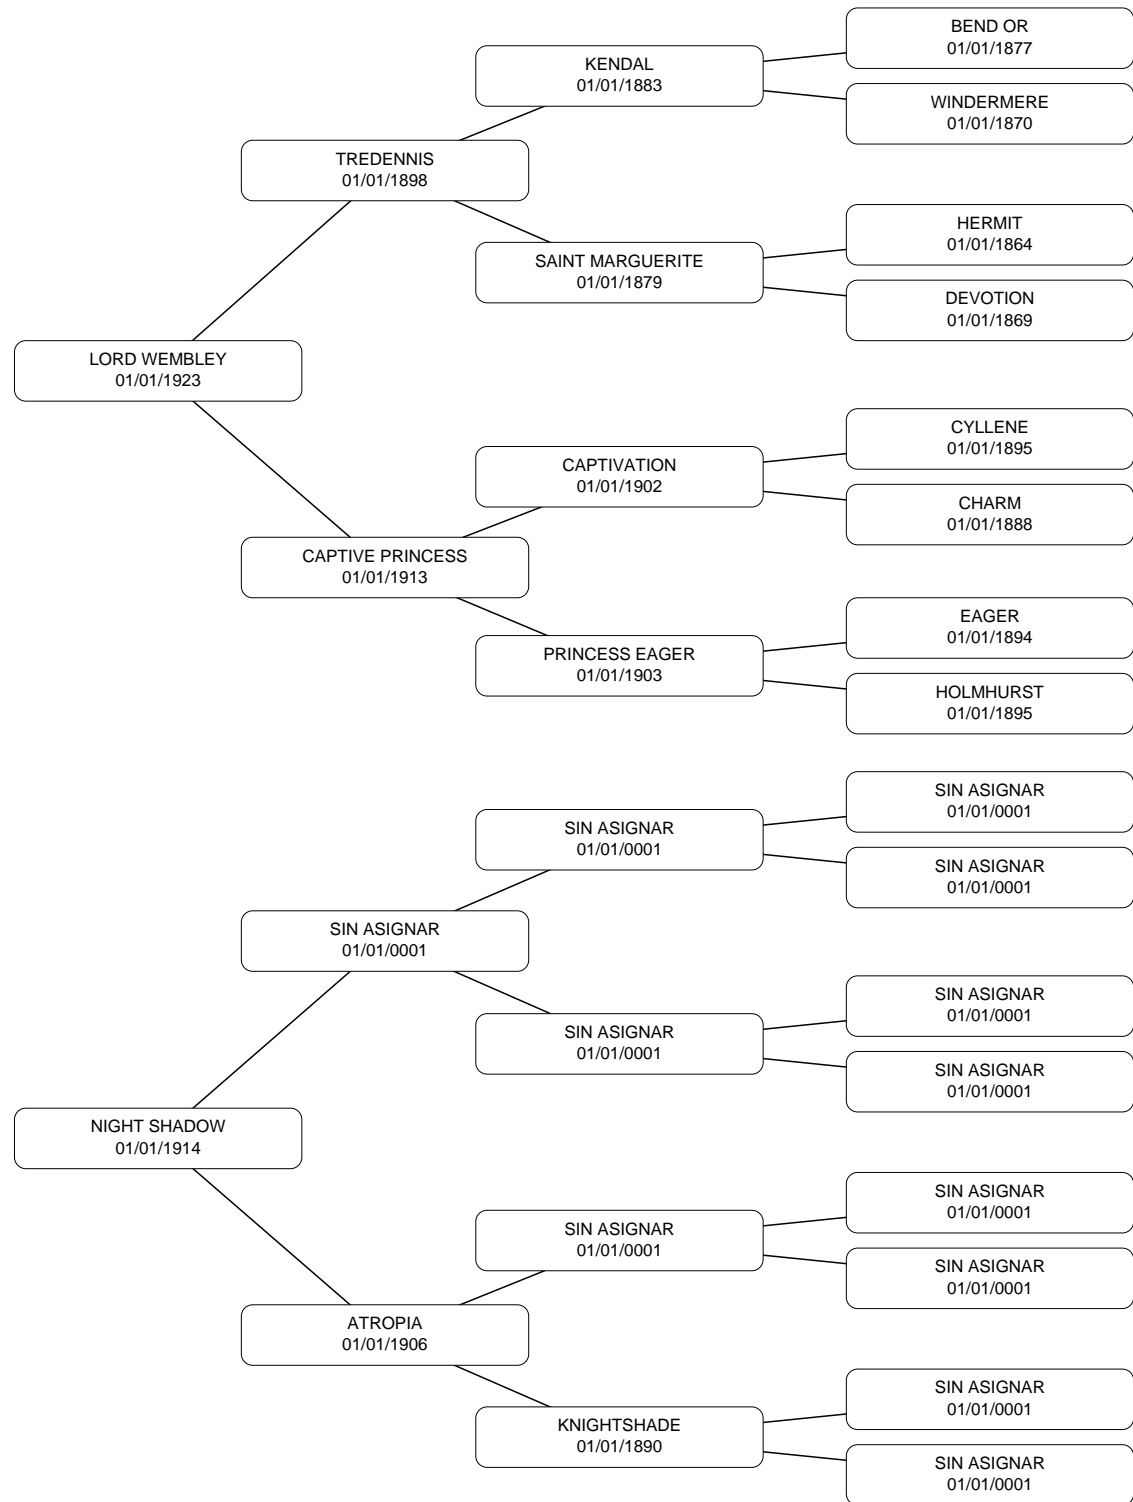 BEND OR
01/01/1877
KENDAL
01/01/1883
WINDERMERE
01/01/1870
TREDENNIS
01/01/1898
HERMIT
01/01/1864
SAINT MARGUERITE
01/01/1879
DEVOTION
01/01/1869
LORD WEMBLEY
01/01/1923
CYLLENE
01/01/1895
CAPTIVATION
01/01/1902
CHARM
01/01/1888
CAPTIVE PRINCESS
01/01/1913
EAGER
01/01/1894
PRINCESS EAGER
01/01/1903
HOLMHURST
01/01/1895
SIN ASIGNAR
01/01/0001
SIN ASIGNAR
01/01/0001
SIN ASIGNAR
01/01/0001
SIN ASIGNAR
01/01/0001
SIN ASIGNAR
01/01/0001
SIN ASIGNAR
01/01/0001
SIN ASIGNAR
01/01/0001
NIGHT SHADOW
01/01/1914
SIN ASIGNAR
01/01/0001
SIN ASIGNAR
01/01/0001
SIN ASIGNAR
01/01/0001
ATROPIA
01/01/1906
SIN ASIGNAR
01/01/0001
KNIGHTSHADE
01/01/1890
SIN ASIGNAR
01/01/0001